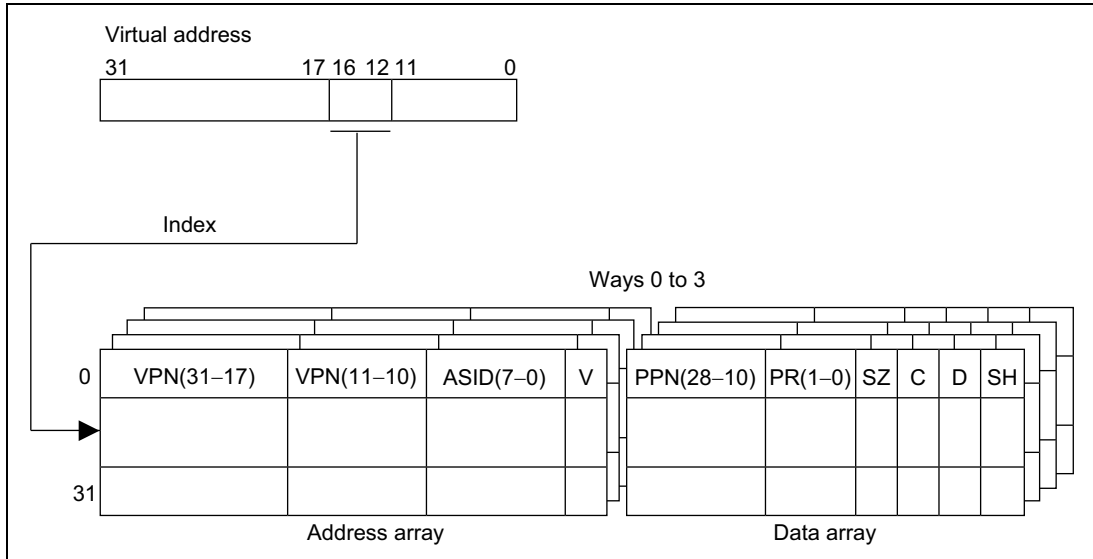 Virtual address
31 17 16 12 11 0
Index
Ways 0 to 3
0 VPN(31−17) VPN(11−10) ASID(7−0) V PPN(28−10) PR(1−0) SZ C D SH
31
Address array Data array